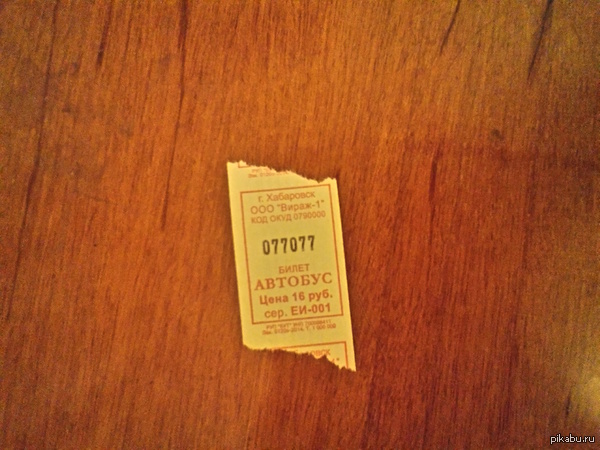 г. Хабаровск
ООО "Вираж-1"
КОД ОКУД 0790000
077077
БИЛЕТ
АВТОБУС
Цена 16 руб.
сер. ЕИ-001
pikabu.ru